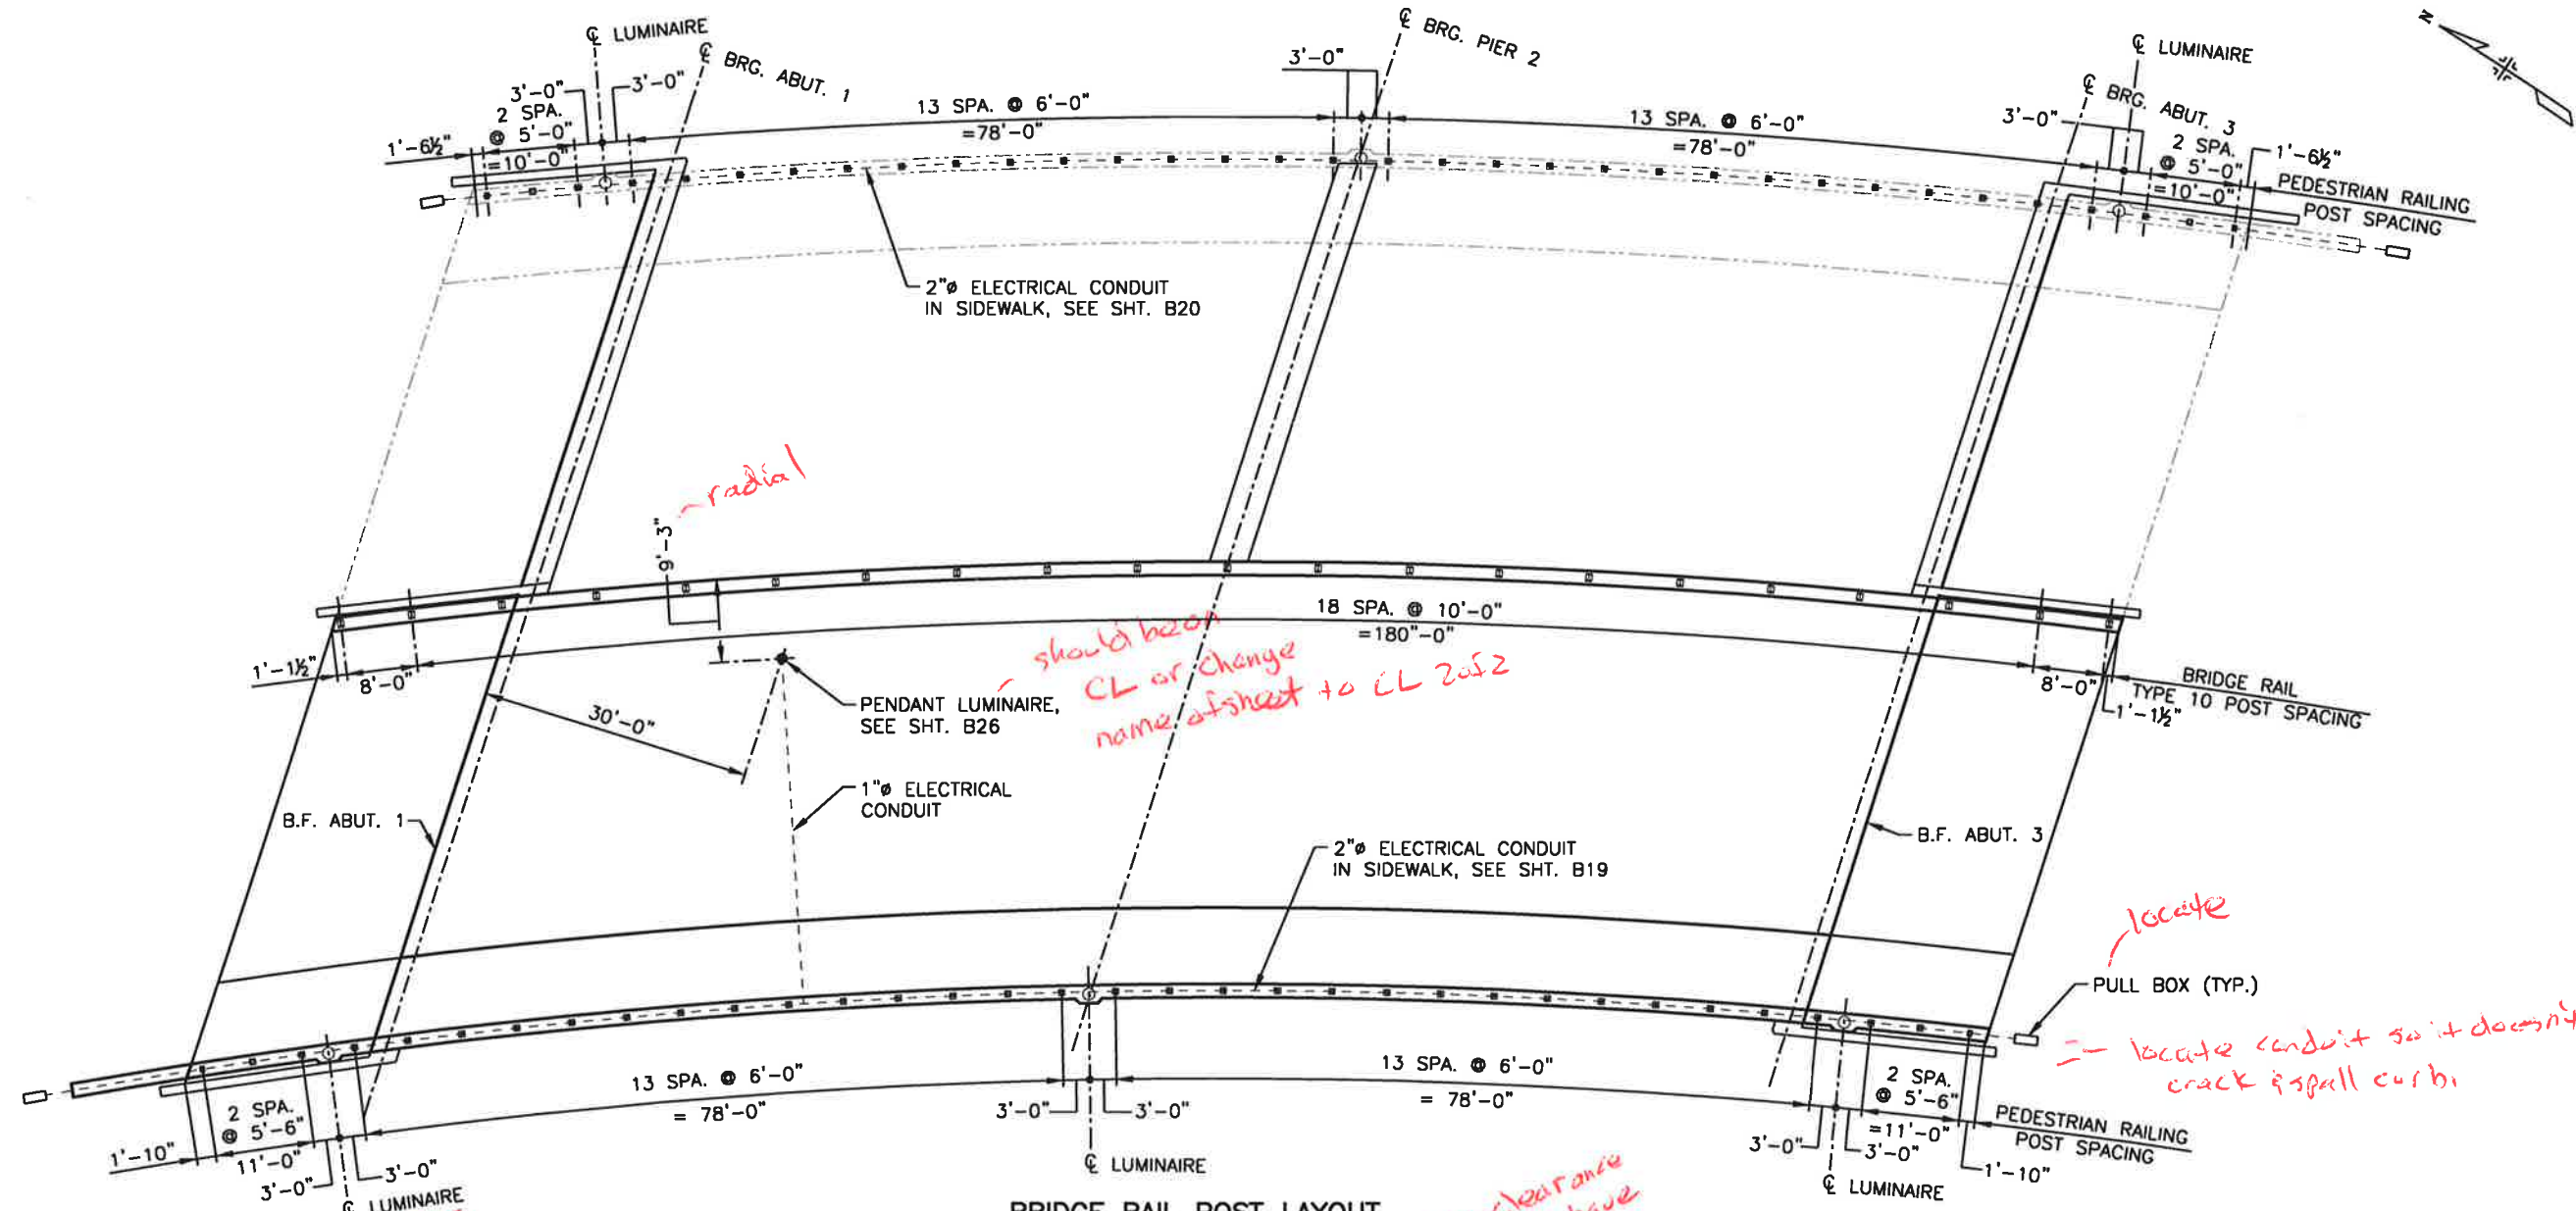 ℄ LUMINAIRE
℄ BRG. ABUT. 1
3'-0"
3'-0"
2 SPA.
@ 5'-0"
=10'-0"
1'-6½"
13 SPA. @ 6'-0"
=78'-0"
3'-0"
℄ BRG. PIER 2
13 SPA. @ 6'-0"
=78'-0"
℄ LUMINAIRE
℄ BRG. ABUT. 3
3'-0"
2 SPA.
@ 5'-0"
=10'-0"
1'-6½"
PEDESTRIAN RAILING
POST SPACING
N
2"ø ELECTRICAL CONDUIT
IN SIDEWALK, SEE SHT. B20
radial
9'-3"
18 SPA. @ 10'-0"
=180"-0"
1'-1½"
8'-0"
8'-0"
1'-1½"
BRIDGE RAIL
TYPE 10 POST SPACING
should be on
CL or change
name of sheet to CL 2of2
PENDANT LUMINAIRE,
SEE SHT. B26
30'-0"
1"ø ELECTRICAL
CONDUIT
B.F. ABUT. 1
2"ø ELECTRICAL CONDUIT
IN SIDEWALK, SEE SHT. B19
B.F. ABUT. 3
locate
PULL BOX (TYP.)
locate conduit so it doesn't
crack & spall curb.
13 SPA. @ 6'-0"
= 78'-0"
3'-0"
3'-0"
13 SPA. @ 6'-0"
= 78'-0"
2 SPA.
@ 5'-6"
11'-0"
1'-10"
3'-0"
3'-0"
℄ LUMINAIRE
℄ LUMINAIRE
2 SPA.
@ 5'-6"
=11'-0"
3'-0"
3'-0"
1'-10"
PEDESTRIAN RAILING
POST SPACING
℄ LUMINAIRE
BRIDGE RAIL POST LAYOUT
clearance